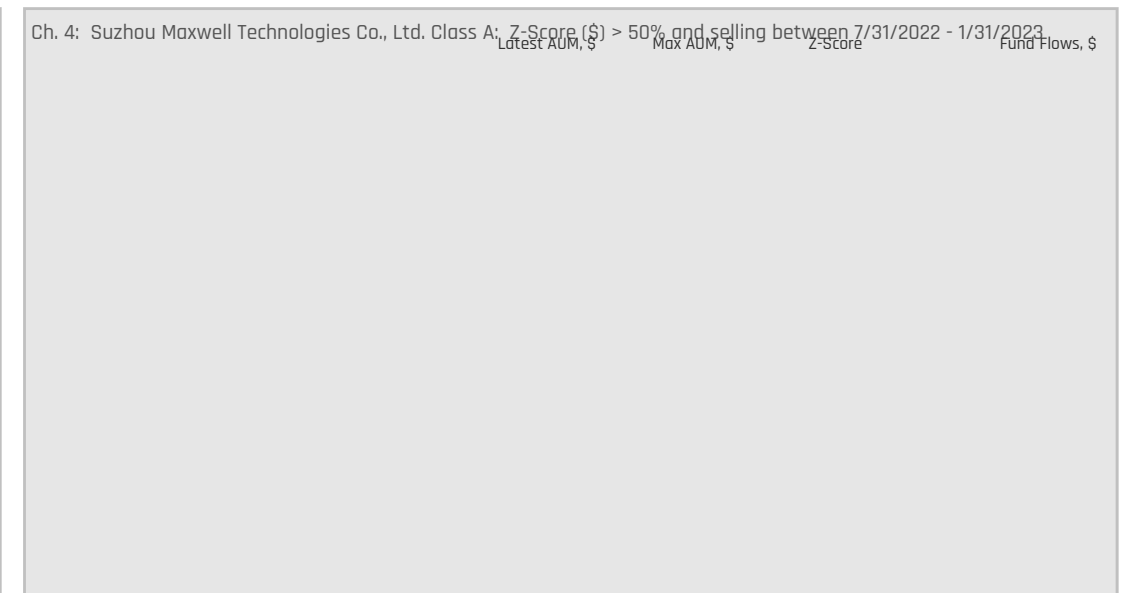 Ch. 4:  Suzhou Maxwell Technologies Co., Ltd. Class A:  Z-Score ($) > 50% and selling between 7/31/2022 - 1/31/2023
Latest AUM, $ Max AUM, $ Z-Score Fund Flows, $